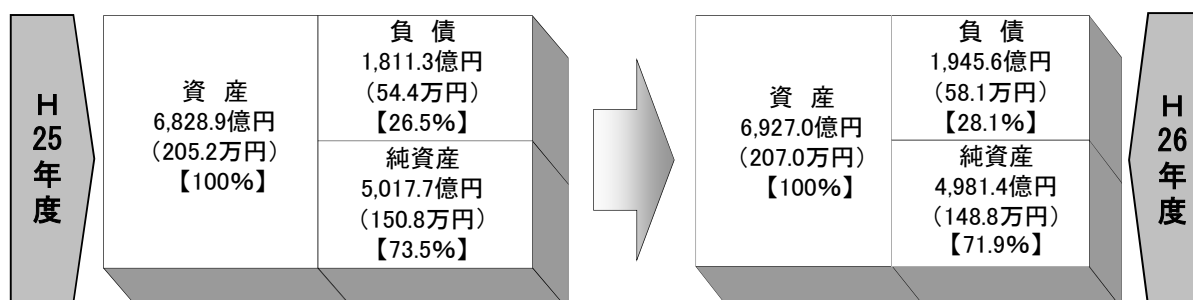 H
25
年
度
資　産
6,828.9億円
(205.2万円)
【100%】
負　債
1,811.3億円
(54.4万円)
【26.5%】
純資産
5,017.7億円
(150.8万円)
【73.5%】
資　産
6,927.0億円
(207.0万円)
【100%】
負　債
1,945.6億円
(58.1万円)
【28.1%】
純資産
4,981.4億円
(148.8万円)
【71.9%】
H
26
年
度